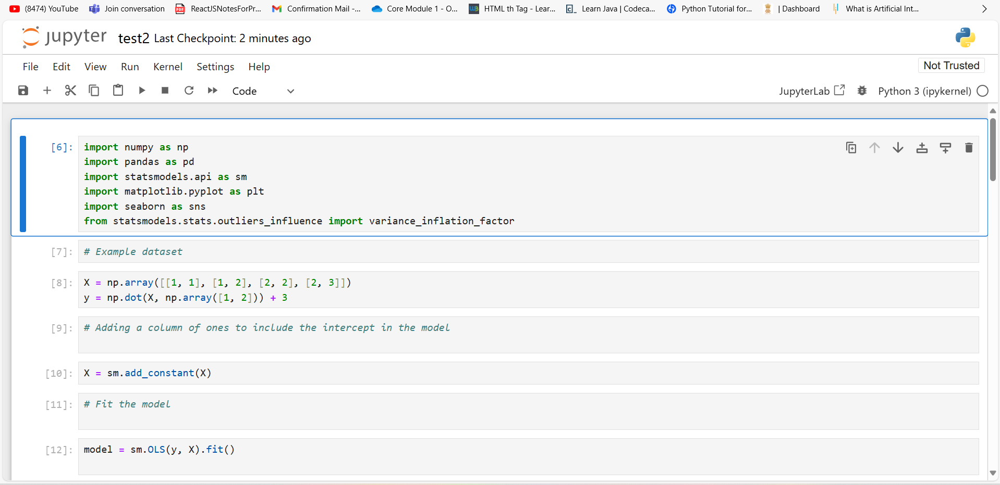 (8474) YouTube Join conversation ReactJSNotesForPr... Confirmation Mail -... Core Module 1 - O... HTML th Tag - Lear... Learn Java | Codeca... Python Tutorial for... | Dashboard What is Artificial Int...
jupyter test2 Last Checkpoint: 2 minutes ago
File Edit View Run Kernel Settings Help Not Trusted
Code JupyterLab Python 3 (ipykernel)
[6]: import numpy as np
import pandas as pd
import statsmodels.api as sm
import matplotlib.pyplot as plt
import seaborn as sns
from statsmodels.stats.outliers_influence import variance_inflation_factor
[7]: # Example dataset
[8]: X = np.array([[1, 1], [1, 2], [2, 2], [2, 3]])
y = np.dot(X, np.array([1, 2])) + 3
[9]: # Adding a column of ones to include the intercept in the model
[10]: X = sm.add_constant(X)
[11]: # Fit the model
[12]: model = sm.OLS(y, X).fit()